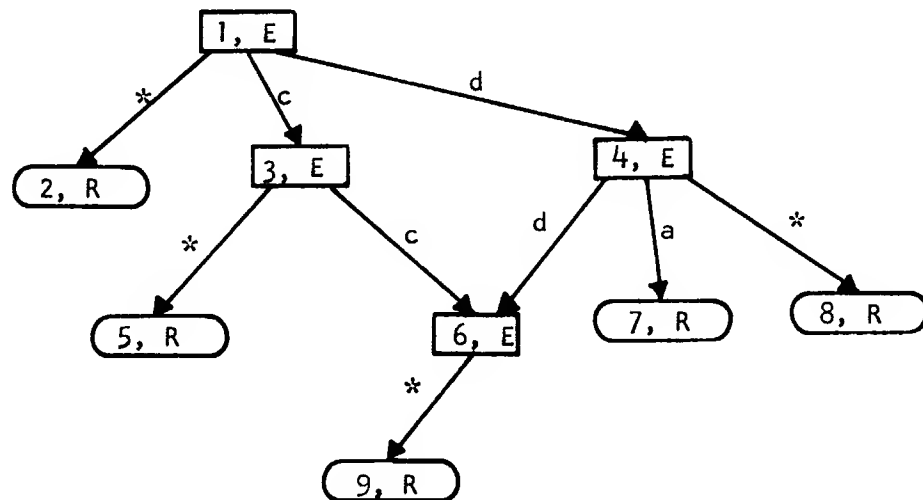 1, E
d
*
c
3, E
4, E
2, R
*
c
d
a
*
5, R
6, E
7, R
8, R
*
9, R